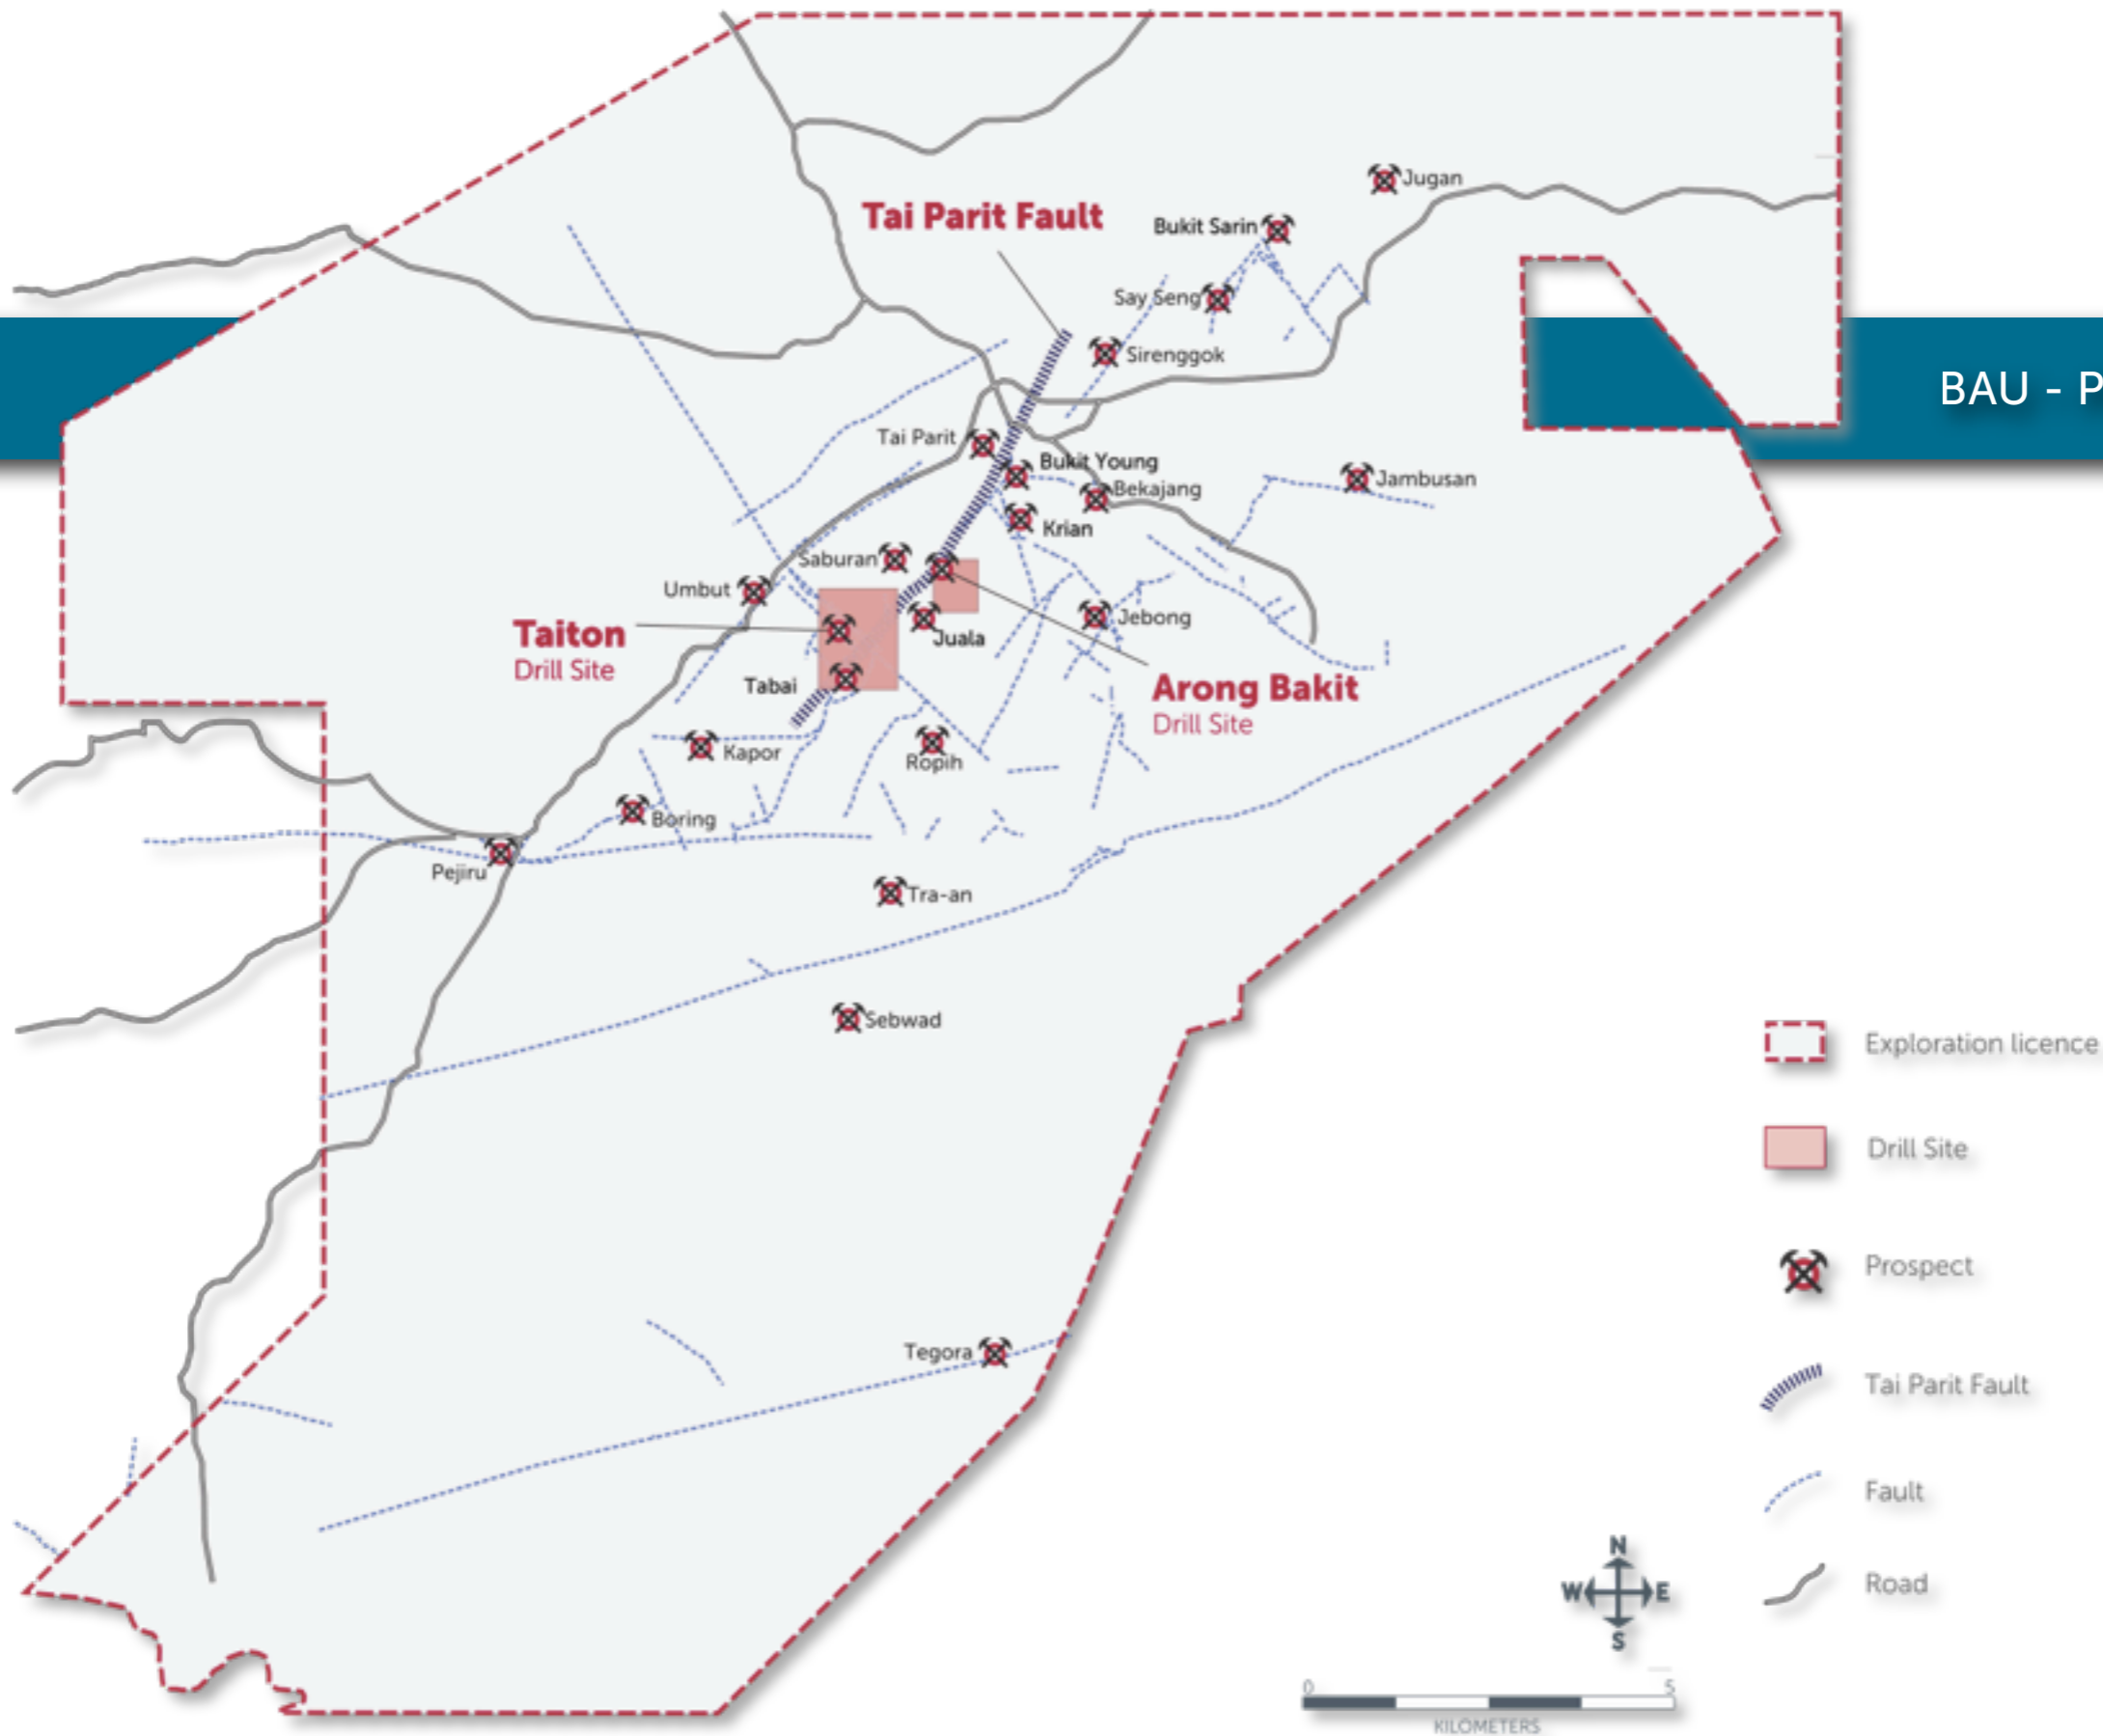 Jugan
Tai Parit Fault
Bukit Sarin
Say Seng
Sirenggok
BAU - P
Tai Parit
Bukit Young
Bekajang
Jambusan
Krian
Saburan
Umbut
Jebong
Taiton
Drill Site
Juala
Tabai
Arong Bakit
Drill Site
Kapor
Ropih
Boring
Pejiru
Tra-an
Sebwad
Tegora
Exploration licence
Drill Site
Prospect
Tai Parit Fault
Fault
Road
N
W E
S
0 5
KILOMETERS